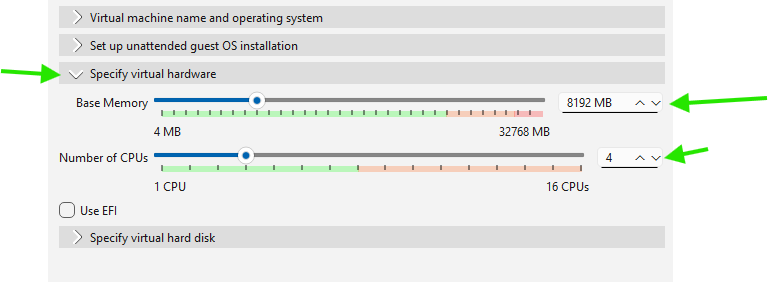 Virtual machine name and operating system
Set up unattended guest OS installation
Specify virtual hardware
Base Memory 8192 MB
4 MB 32768 MB
Number of CPUs 4
1 CPU 16 CPUs
Use EFI
Specify virtual hard disk